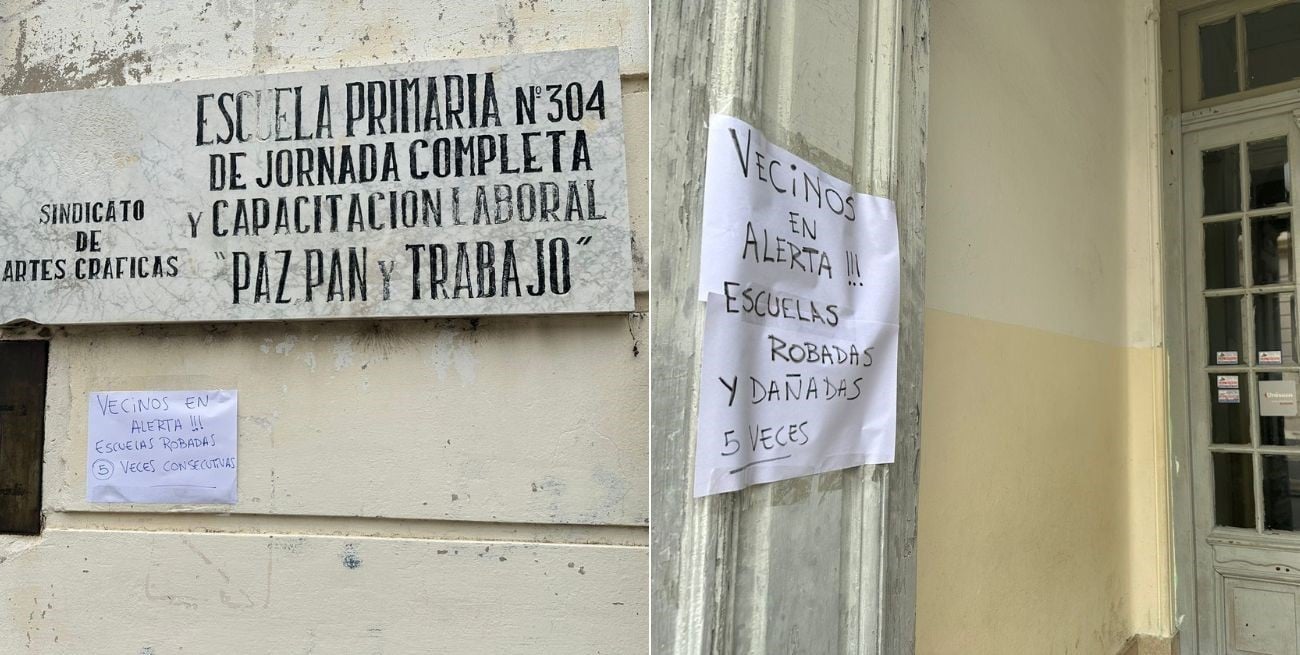 ESCUELA PRIMARIA Nº304
DE JORNADA COMPLETA
Y CAPACITACION LABORAL
"PAZ PAN Y TRABAJO"
SINDICATO
DE
ARTES GRAFICAS
VECINOS EN
ALERTA !!!
ESCUELAS ROBADAS
5 VECES CONSECUTIVAS
VECINOS
EN
ALERTA !!!
ESCUELAS
ROBADAS
Y DAÑADAS
5 VECES